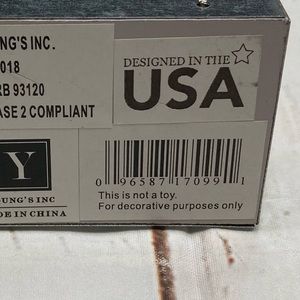 UNG'S INC.
018
RB 93120
ASE 2 COMPLIANT
DESIGNED IN THE
USA
Y
OUNG'S INC
DE IN CHINA
0 96587 17099 1
This is not a toy.
For decorative purposes only